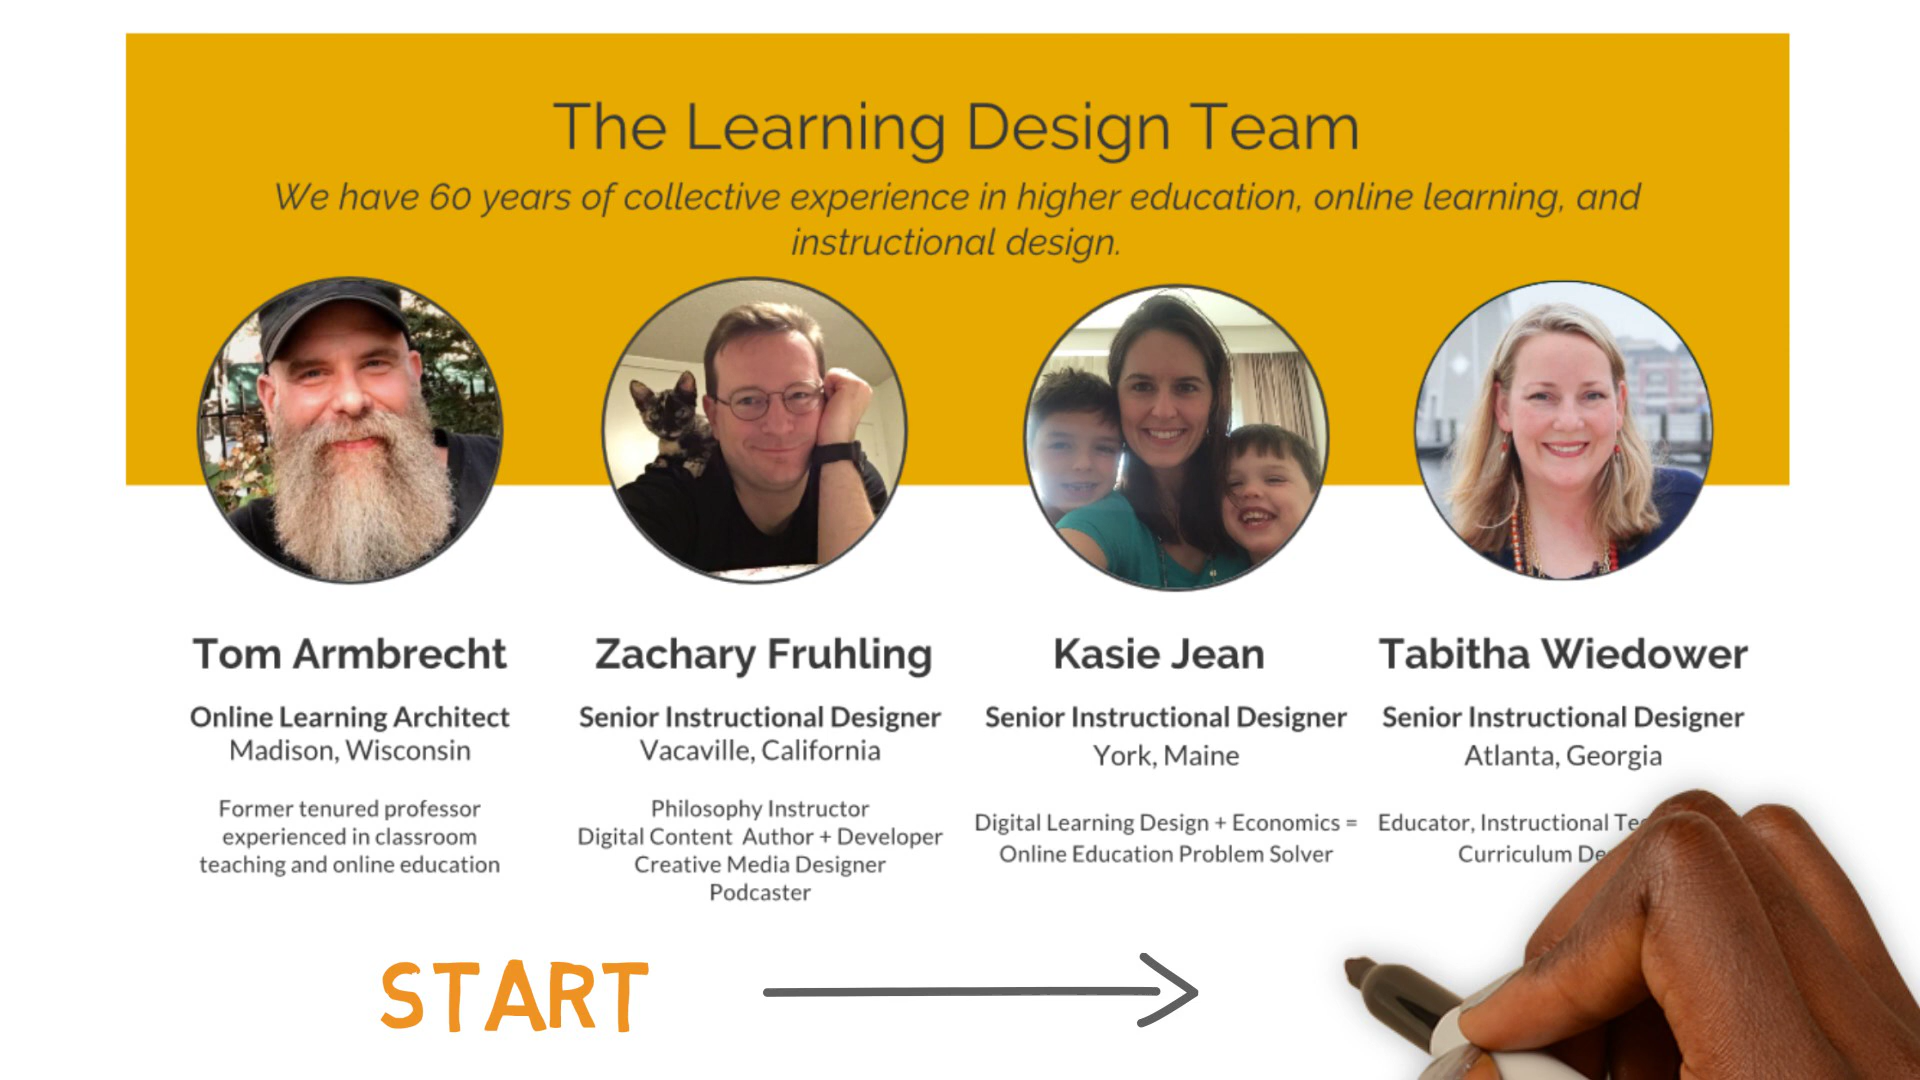 The Learning Design Team
We have 60 years of collective experience in higher education, online learning, and
instructional design.
Tom Armbrecht
Online Learning Architect
Madison, Wisconsin
Former tenured professor
experienced in classroom
teaching and online education
Zachary Fruhling
Senior Instructional Designer
Vacaville, California
Philosophy Instructor
Digital Content Author + Developer
Creative Media Designer
Podcaster
Kasie Jean
Senior Instructional Designer
York, Maine
Digital Learning Design + Economics =
Online Education Problem Solver
Tabitha Wiedower
Senior Instructional Designer
Atlanta, Georgia
Educator, Instructional
Curriculum
START